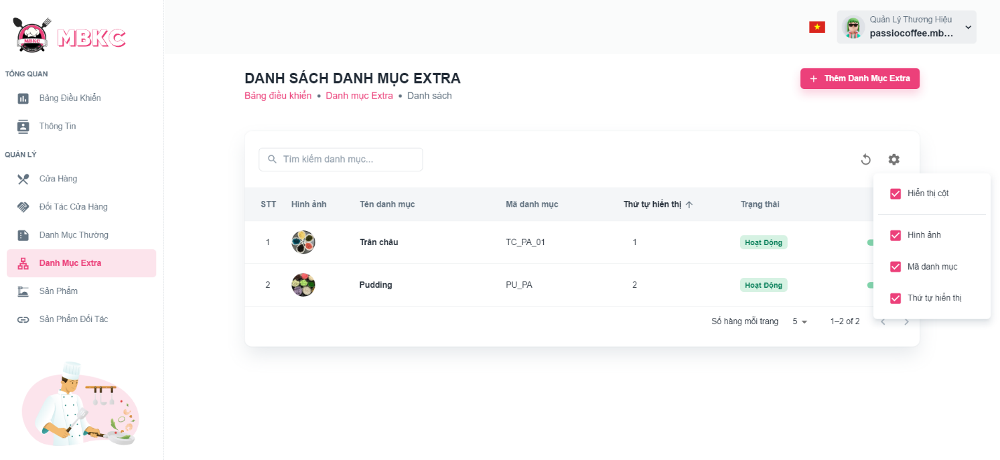 MBKC
MBKC
TỔNG QUAN
Bảng Điều Khiển
Thông Tin
QUẢN LÝ
Cửa Hàng
Đối Tác Cửa Hàng
Danh Mục Thường
Danh Mục Extra
Sản Phẩm
Sản Phẩm Đối Tác
Quản Lý Thương Hiệu
passiocoffee.mb...
DANH SÁCH DANH MỤC EXTRA
Bảng điều khiển • Danh mục Extra • Danh sách
+ Thêm Danh Mục Extra
Tìm kiếm danh mục...
STT Hình ảnh Tên danh mục Mã danh mục Thứ tự hiển thị ↑ Trạng thái
1 Trân châu TC_PA_01 1 Hoạt Động
2 Pudding PU_PA 2 Hoạt Động
Số hàng mỗi trang 5 1–2 of 2
Hiển thị cột
Hình ảnh
Mã danh mục
Thứ tự hiển thị